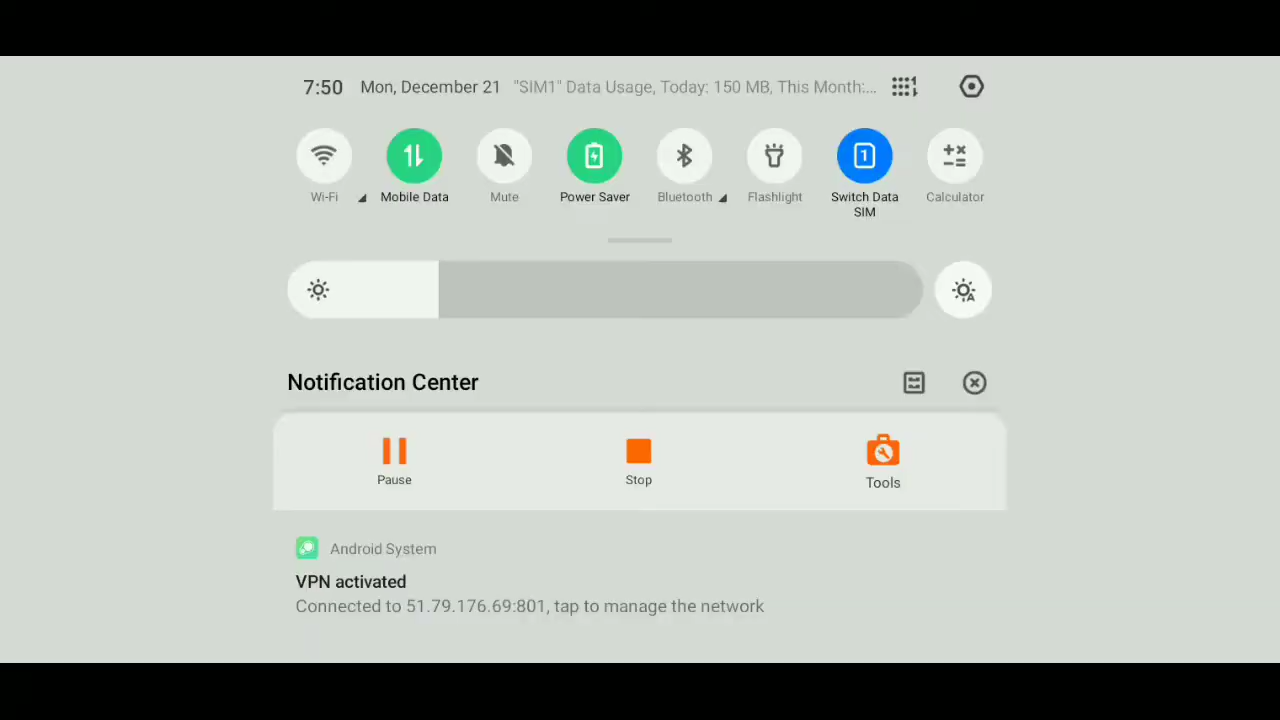 7:50 Mon, December 21 "SIM1" Data Usage, Today: 150 MB, This Month:...
Wi-Fi Mobile Data Mute Power Saver Bluetooth Flashlight Switch Data SIM Calculator
Notification Center
Pause Stop Tools
Android System
VPN activated
Connected to 51.79.176.69:801, tap to manage the network